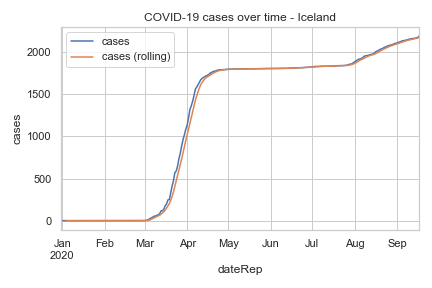 COVID-19 cases over time - Iceland
cases
cases (rolling)
2000
1500
1000
500
0
cases
Jan Feb Mar Apr May Jun Jul Aug Sep
2020
dateRep